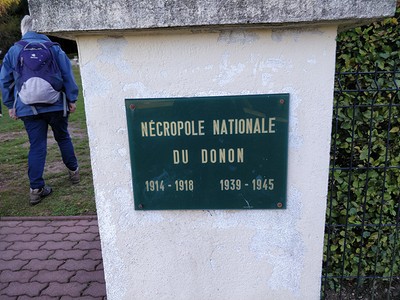 NÉCROPOLE NATIONALE
DU DONON
1914 - 1918 1939 - 1945